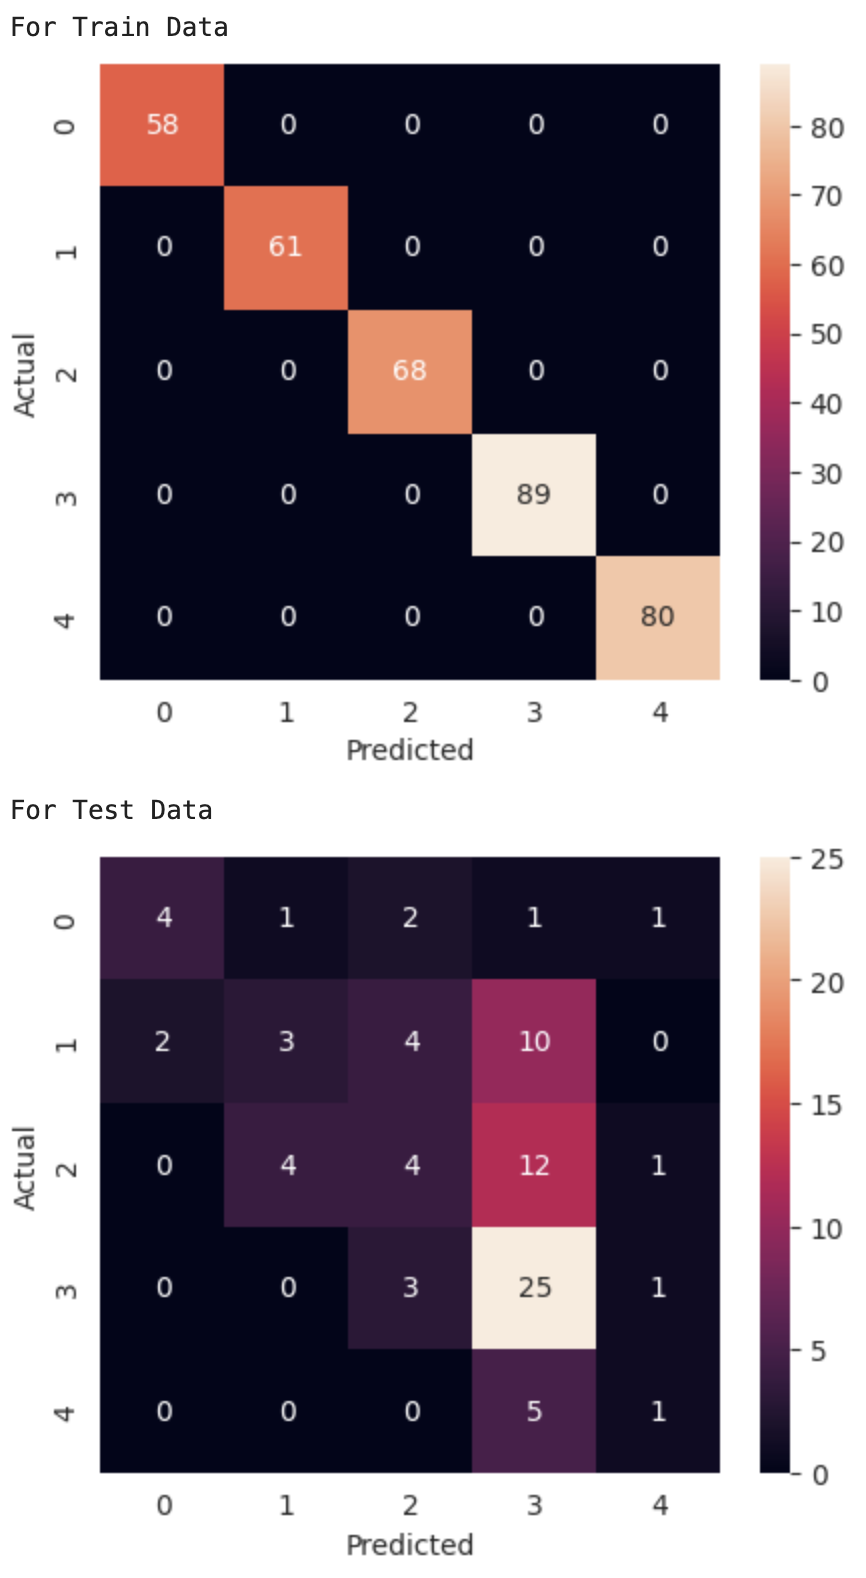 For Train Data
0 58 0 0 0 0
1 0 61 0 0 0
2 0 0 68 0 0
3 0 0 0 89 0
4 0 0 0 0 80
Actual
0 1 2 3 4
Predicted
80
70
60
50
40
30
20
10
0
For Test Data
0 4 1 2 1 1
1 2 3 4 10 0
2 0 4 4 12 1
3 0 0 3 25 1
4 0 0 0 5 1
Actual
0 1 2 3 4
Predicted
25
20
15
10
5
0